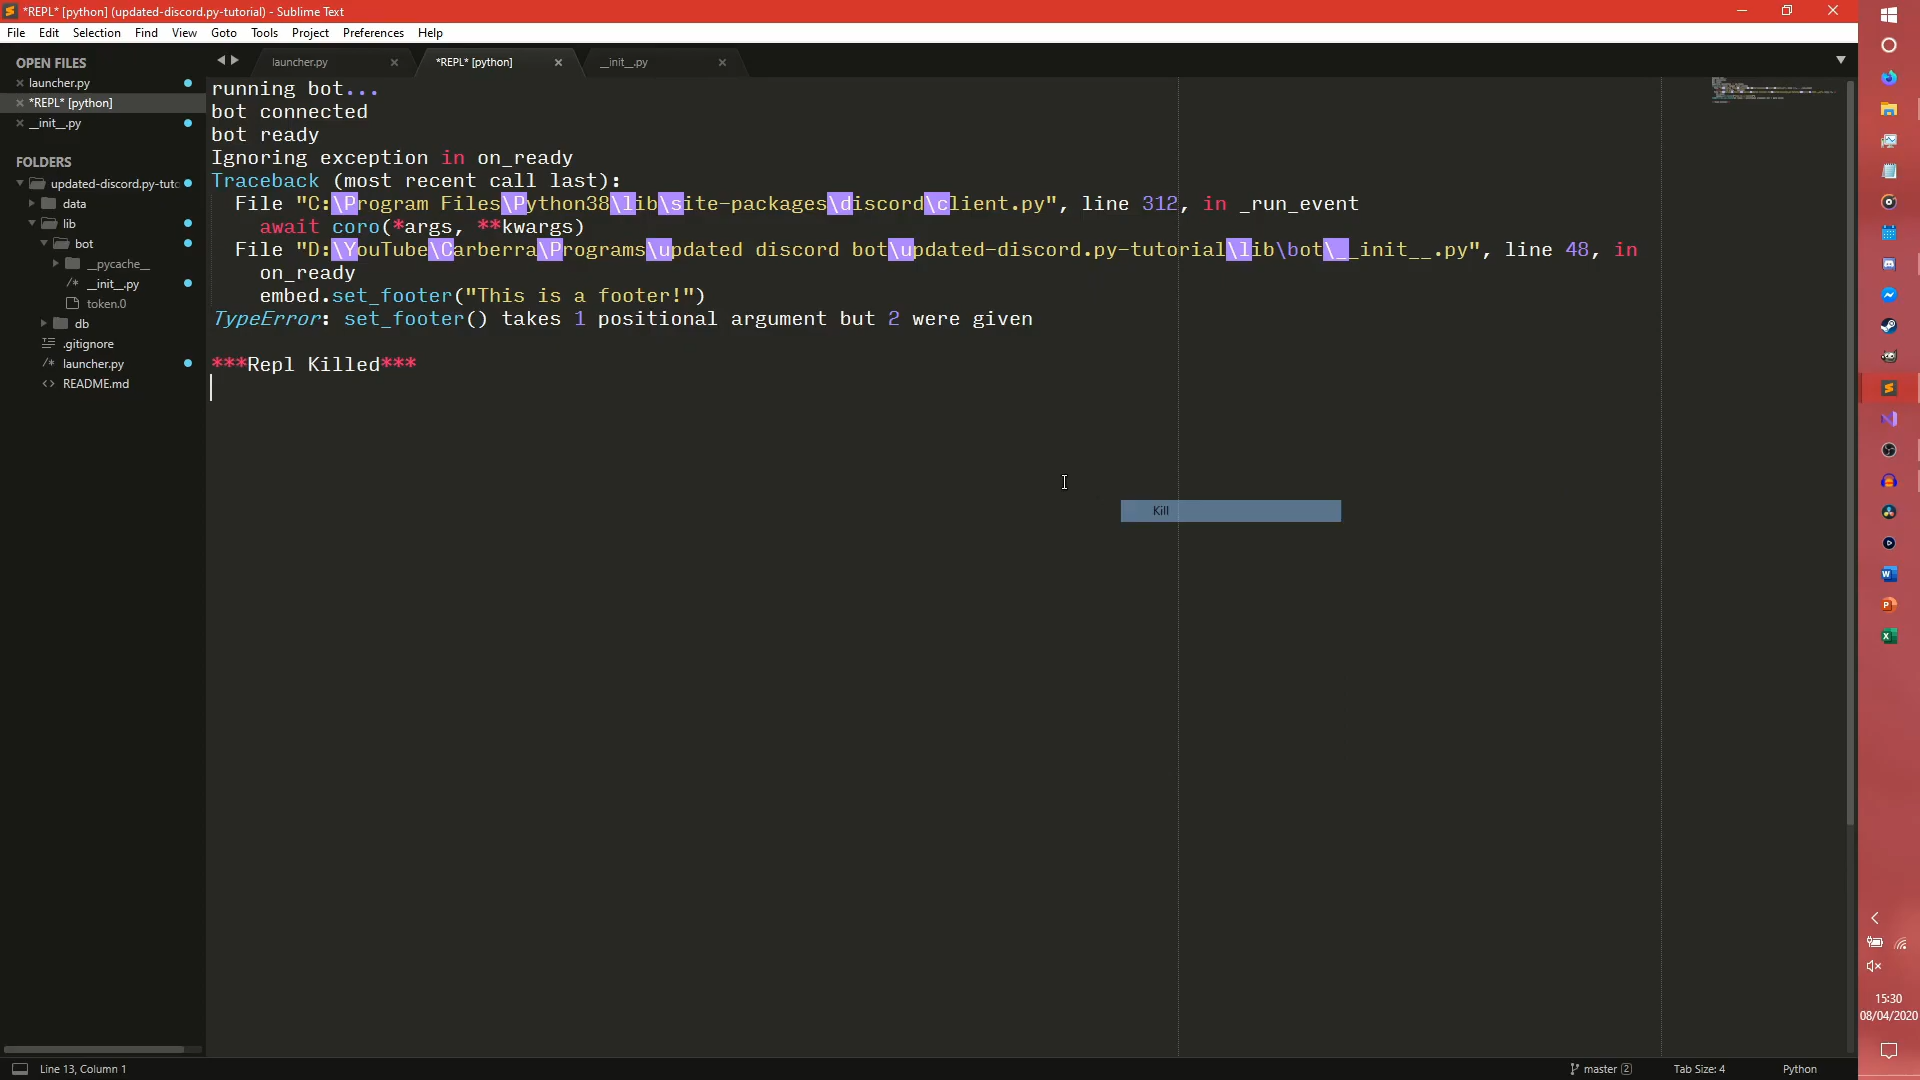 *REPL* [python] (updated-discord.py-tutorial) - Sublime Text
File Edit Selection Find View Goto Tools Project Preferences Help
OPEN FILES
launcher.py
*REPL* [python]
__init__.py
FOLDERS
updated-discord.py-tutc
data
lib
bot
__pycache__
/* __init__.py
token.0
db
.gitignore
/* launcher.py
<> README.md
launcher.py
*REPL* [python]
__init__.py
running bot...
bot connected
bot ready
Ignoring exception in on_ready
Traceback (most recent call last):
File "C:\Program Files\Python38\lib\site-packages\discord\client.py", line 312, in _run_event
await coro(*args, **kwargs)
File "D:\YouTube\Carberra\Programs\updated discord bot\updated-discord.py-tutorial\lib\bot\__init__.py", line 48, in
on_ready
embed.set_footer("This is a footer!")
TypeError: set_footer() takes 1 positional argument but 2 were given
***Repl Killed***
Kill
15:30
08/04/2020
Line 13, Column 1
master 2
Tab Size: 4
Python